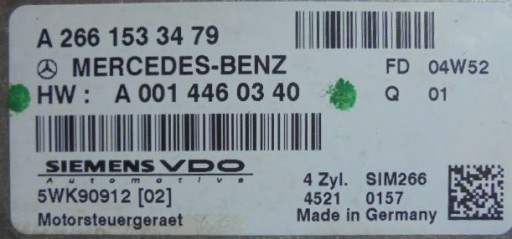 A 266 153 34 79
MERCEDES-BENZ FD 04W52
HW : A 001 446 03 40 Q 01
SIEMENS VDO
Automotive
5WK90912 [02] 4 Zyl. SIM266
4521 0157
Motorsteuergeraet Made in Germany